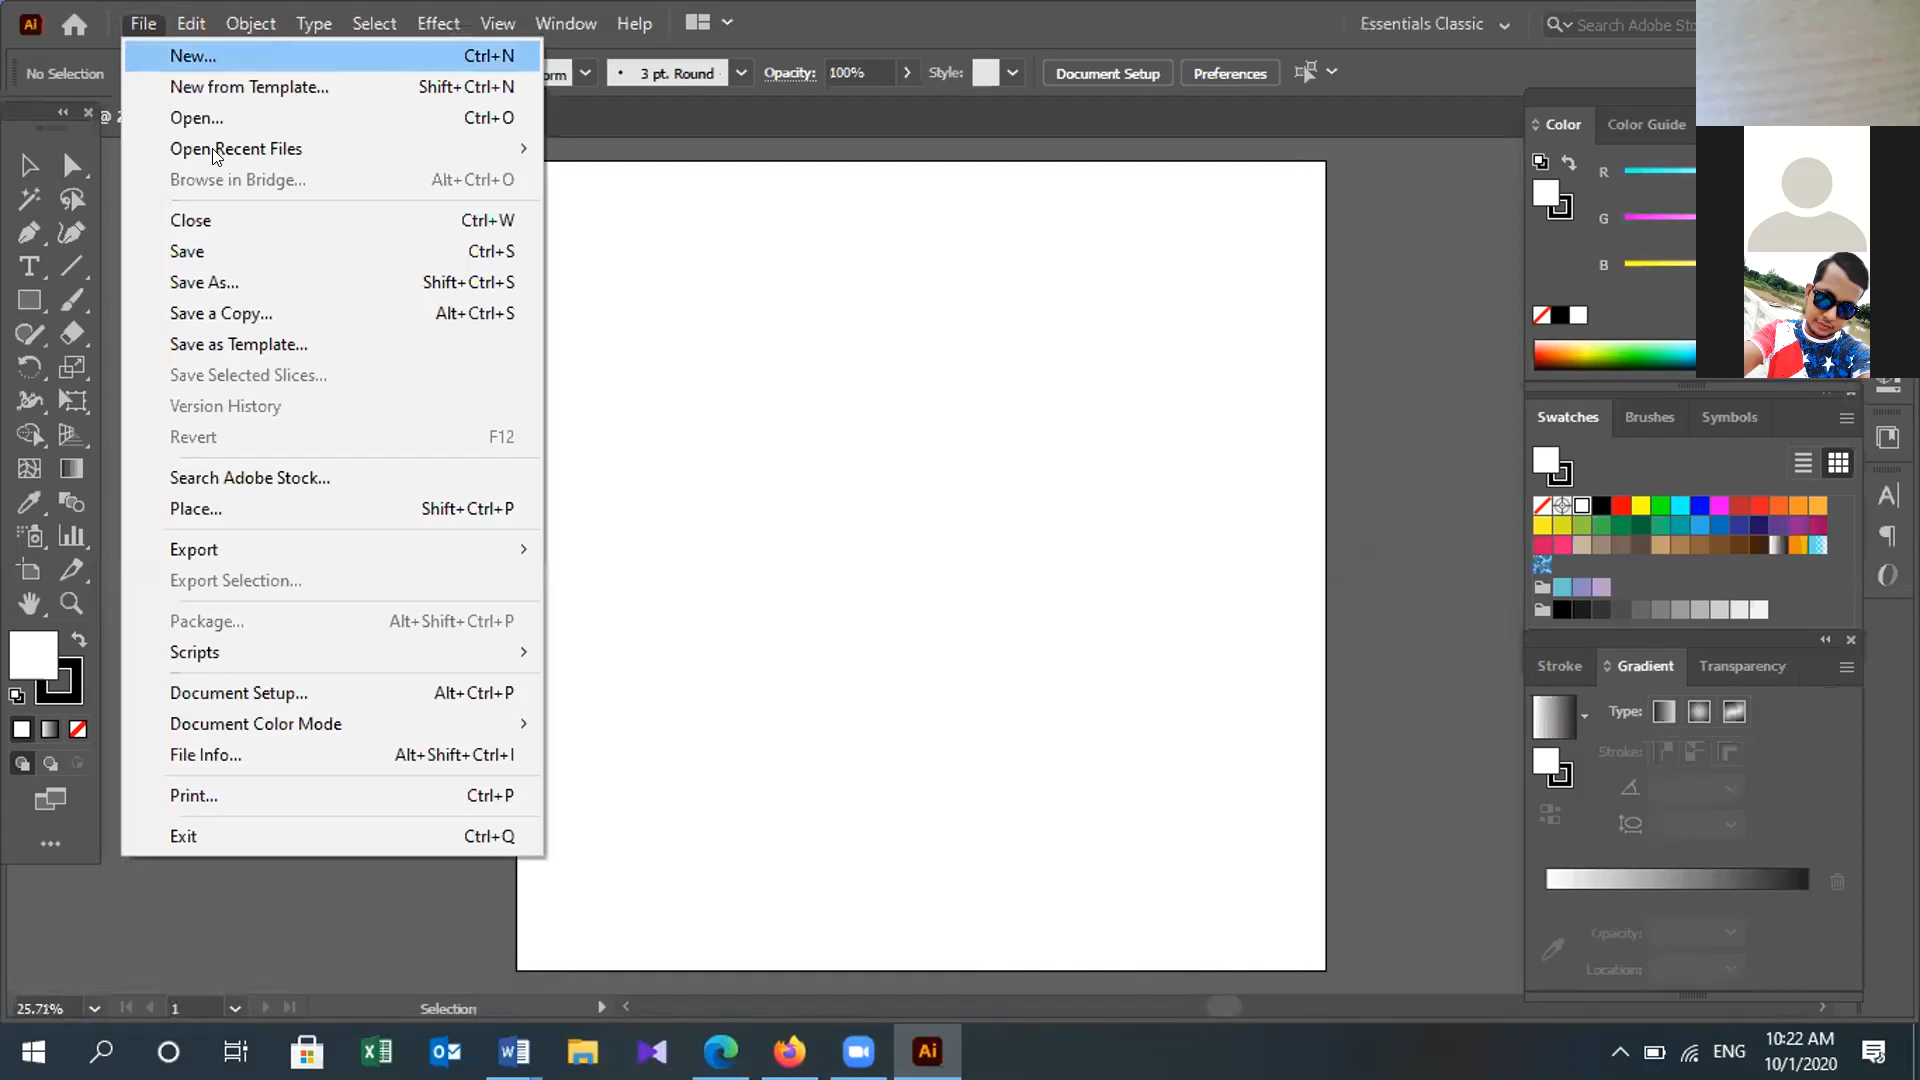 Ai File Edit Object Type Select Effect View Window Help Essentials Classic Search Adobe Sto
No Selection orm 3 pt. Round Opacity: 100% Style: Document Setup Preferences
New... Ctrl+N
New from Template... Shift+Ctrl+N
Open... Ctrl+O
Open Recent Files
Browse in Bridge... Alt+Ctrl+O
Close Ctrl+W
Save Ctrl+S
Save As... Shift+Ctrl+S
Save a Copy... Alt+Ctrl+S
Save as Template...
Save Selected Slices...
Version History
Revert F12
Search Adobe Stock...
Place... Shift+Ctrl+P
Export
Export Selection...
Package... Alt+Shift+Ctrl+P
Scripts
Document Setup... Alt+Ctrl+P
Document Color Mode
File Info... Alt+Shift+Ctrl+I
Print... Ctrl+P
Exit Ctrl+Q
@ 2
Color Color Guide
R
G
B
Swatches Brushes Symbols
Stroke Gradient Transparency
Type:
Stroke:
Opacity:
Location:
25.71% 1 Selection
Ai ENG 10:22 AM
10/1/2020